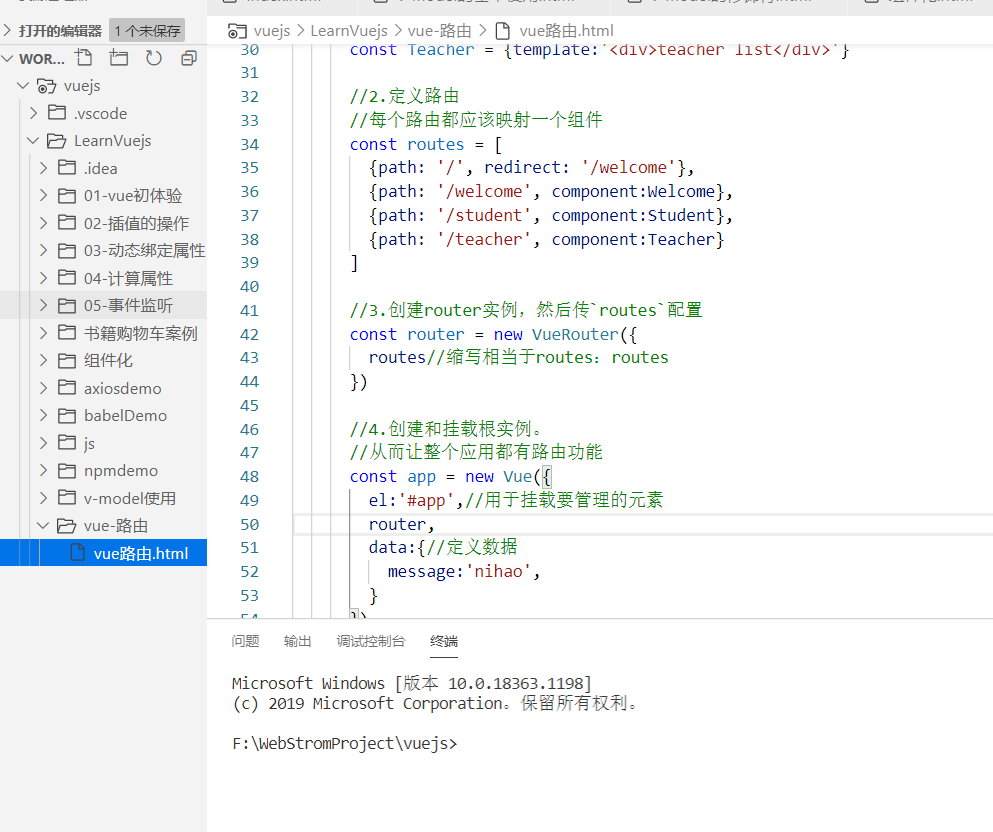 打开的编辑器 1 个未保存
WOR...
vuejs
.vscode
LearnVuejs
.idea
01-vue初体验
02-插值的操作
03-动态绑定属性
04-计算属性
05-事件监听
书籍购物车案例
组件化
axiosdemo
babelDemo
js
npmdemo
v-model使用
vue-路由
vue路由.html
vuejs > LearnVuejs > vue-路由 > vue路由.html
30 const Teacher = {template:'<div>teacher list</div>'}
31
32 //2.定义路由
33 //每个路由都应该映射一个组件
34 const routes = [
35 {path: '/', redirect: '/welcome'},
36 {path: '/welcome', component:Welcome},
37 {path: '/student', component:Student},
38 {path: '/teacher', component:Teacher}
39 ]
40
41 //3.创建router实例，然后传`routes`配置
42 const router = new VueRouter({
43 routes//缩写相当于routes：routes
44 })
45
46 //4.创建和挂载根实例。
47 //从而让整个应用都有路由功能
48 const app = new Vue({
49 el:'#app',//用于挂载要管理的元素
50 router,
51 data:{//定义数据
52 message:'nihao',
53 }
54 })
问题 输出 调试控制台 终端
Microsoft Windows [版本 10.0.18363.1198]
(c) 2019 Microsoft Corporation。保留所有权利。
F:\WebStromProject\vuejs>